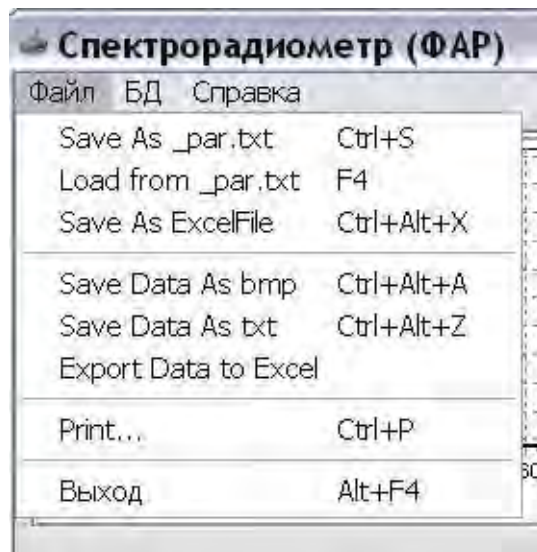 Спектрорадиометр (ФАР)
Файл БД Справка
Save As _par.txt Ctrl+S
Load from _par.txt F4
Save As ExcelFile Ctrl+Alt+X
Save Data As bmp Ctrl+Alt+A
Save Data As txt Ctrl+Alt+Z
Export Data to Excel
Print... Ctrl+P
Выход Alt+F4